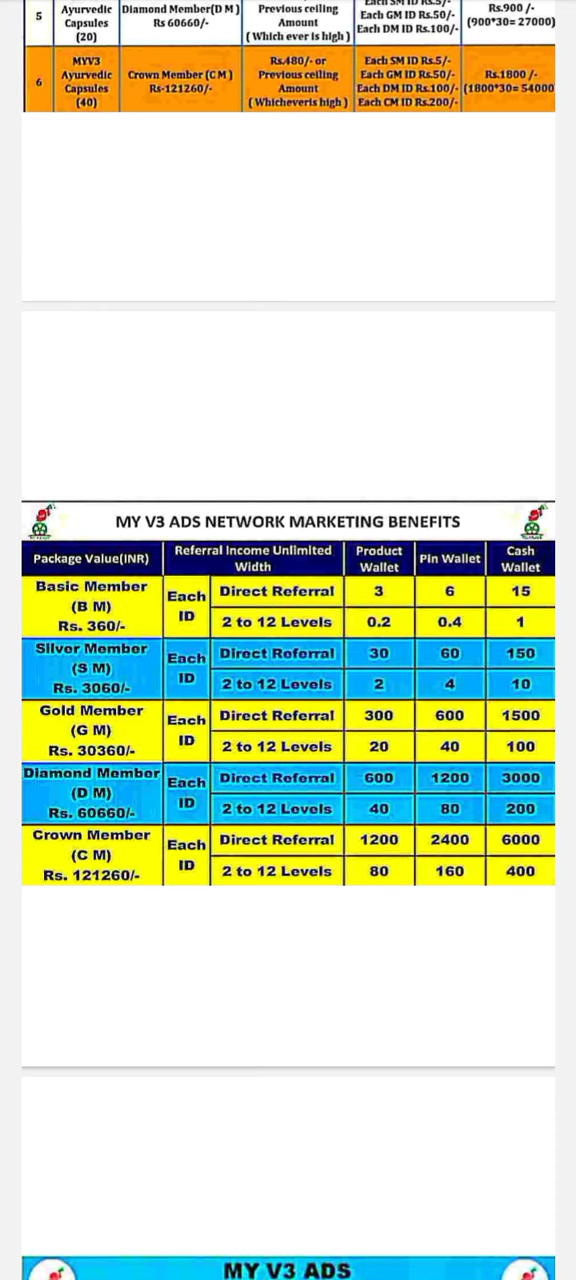 5
Ayurvedic
Capsules
(20)
Diamond Member(D M)
Rs 60660/-
Previous ceiling
Amount
( Which ever is high )
Each SM ID Rs.5/-
Each GM ID Rs.50/-
Each DM ID Rs.100/-
Rs.900 /-
(900*30= 27000)
6
MYV3
Ayurvedic
Capsules
(40)
Crown Member (C M)
Rs-121260/-
Rs.480/- or
Previous ceiling
Amount
( Whicheveris high )
Each SM ID Rs.5/-
Each GM ID Rs.50/-
Each DM ID Rs.100/-
Each CM ID Rs.200/-
Rs.1800 /-
(1800*30= 54000
MY V3 ADS NETWORK MARKETING BENEFITS
Package Value(INR) Referral Income Unlimited Width Product Wallet Pin Wallet Cash Wallet
Basic Member
(B M)
Rs. 360/-
Each
ID
Direct Referral 3 6 15
2 to 12 Levels 0.2 0.4 1
Silver Member
(S M)
Rs. 3060/-
Each
ID
Direct Referral 30 60 150
2 to 12 Levels 2 4 10
Gold Member
(G M)
Rs. 30360/-
Each
ID
Direct Referral 300 600 1500
2 to 12 Levels 20 40 100
Diamond Member
(D M)
Rs. 60660/-
Each
ID
Direct Referral 600 1200 3000
2 to 12 Levels 40 80 200
Crown Member
(C M)
Rs. 121260/-
Each
ID
Direct Referral 1200 2400 6000
2 to 12 Levels 80 160 400
MY V3 ADS